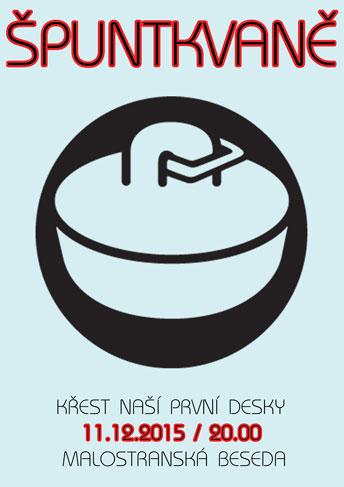 ŠPUNTKVANĚ
KŘEST NAŠÍ PRVNÍ DESKY
11.12.2015 / 20.00
MALOSTRANSKÁ BESEDA